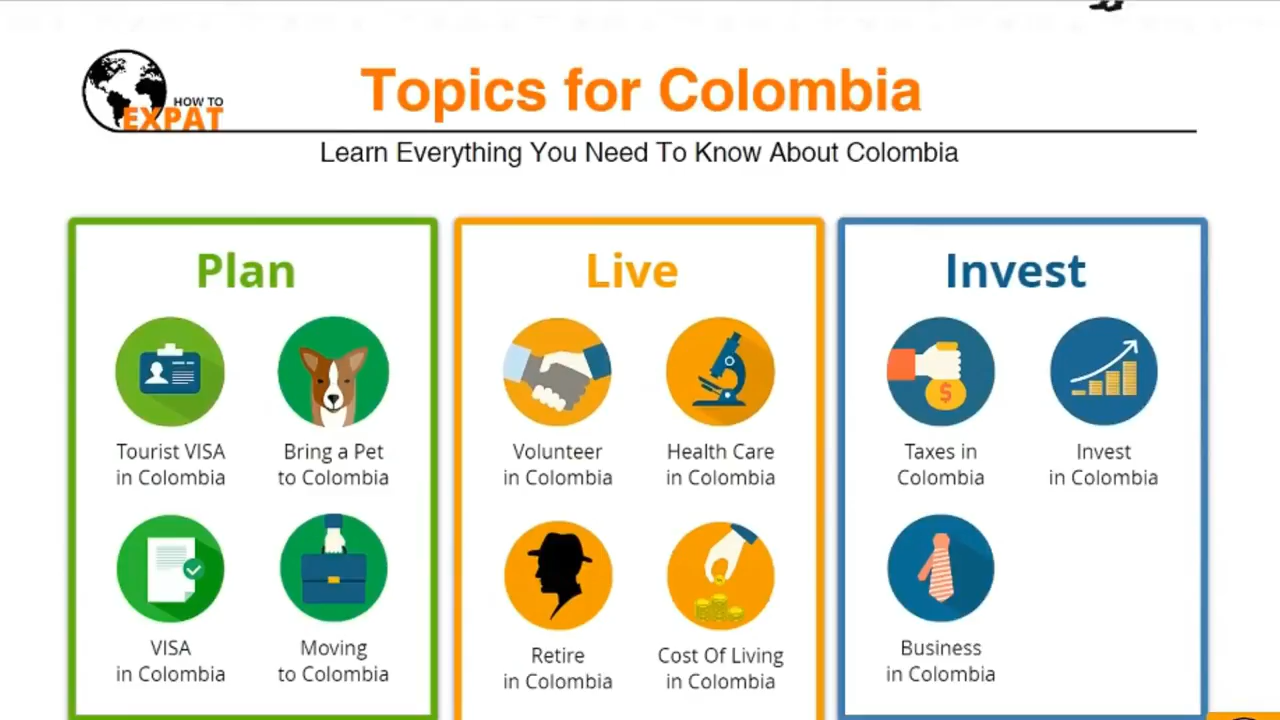 HOW TO
EXPAT
Topics for Colombia
Learn Everything You Need To Know About Colombia
Plan
Tourist VISA
in Colombia
Bring a Pet
to Colombia
VISA
in Colombia
Moving
to Colombia
Live
Volunteer
in Colombia
Health Care
in Colombia
Retire
in Colombia
Cost Of Living
in Colombia
Invest
$
Taxes in
Colombia
Invest
in Colombia
Business
in Colombia